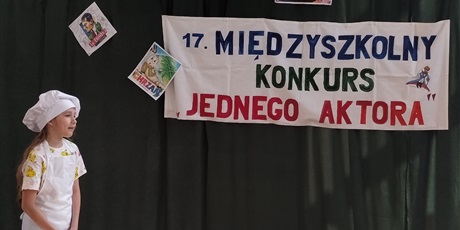 17. MIĘDZYSZKOLNY
KONKURS
„JEDNEGO AKTORA”